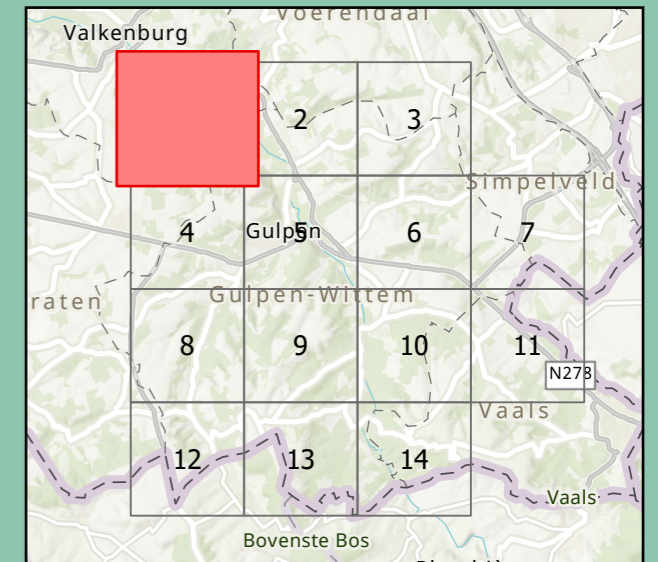 Voerendaal
Valkenburg
2
3
Simpelveld
4
Gulpen
5
6
7
raten
Gulpen-Wittem
8
9
10
11
N278
Vaals
12
13
14
Vaals
Bovenste Bos